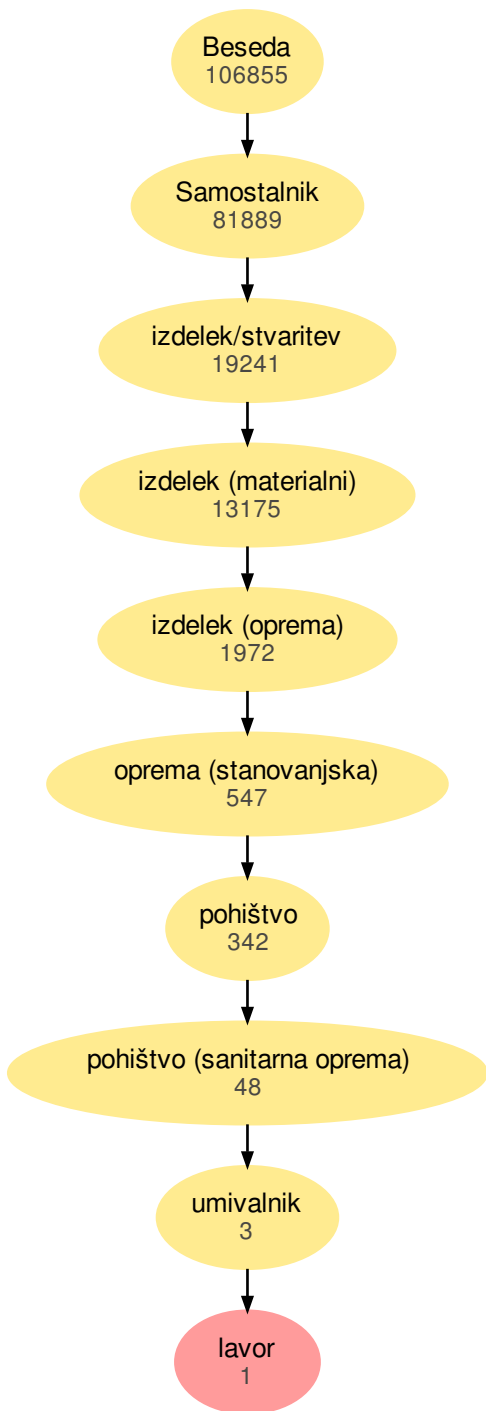 Beseda
106855
Samostalnik
81889
izdelek/stvaritev
19241
izdelek (materialni)
13175
izdelek (oprema)
1972
oprema (stanovanjska)
547
pohištvo
342
pohištvo (sanitarna oprema)
48
umivalnik
3
lavor
1